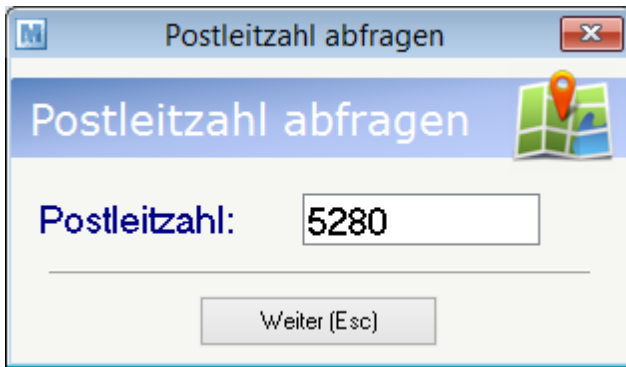 M Postleitzahl abfragen
Postleitzahl abfragen
Postleitzahl: 5280
Weiter (Esc)